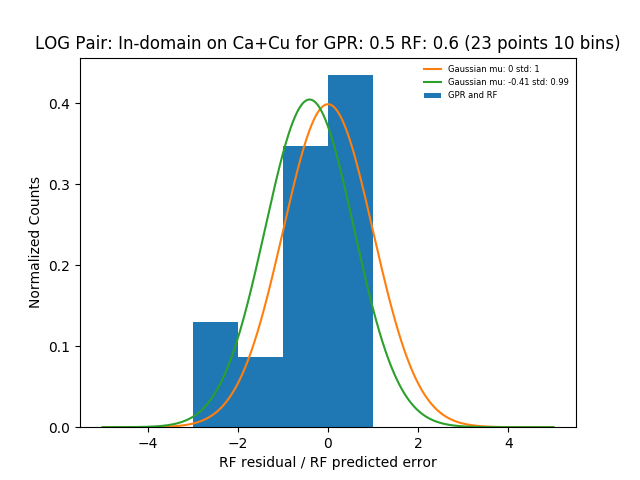 LOG Pair: In-domain on Ca+Cu for GPR: 0.5 RF: 0.6 (23 points 10 bins)
Gaussian mu: 0 std: 1
Gaussian mu: -0.41 std: 0.99
GPR and RF
Normalized Counts
0.4
0.3
0.2
0.1
0.0
−4 −2 0 2 4
RF residual / RF predicted error